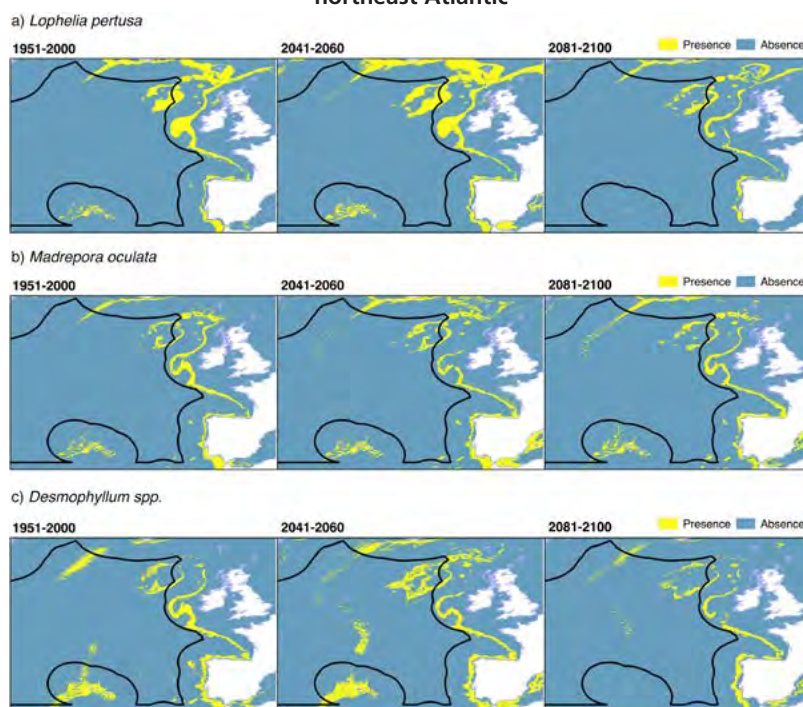 northeast Atlantic
a) Lophelia pertusa
1951-2000 2041-2060 2081-2100 Presence Absence
b) Madrepora oculata
1951-2000 2041-2060 2081-2100 Presence Absence
c) Desmophyllum spp.
1951-2000 2041-2060 2081-2100 Presence Absence